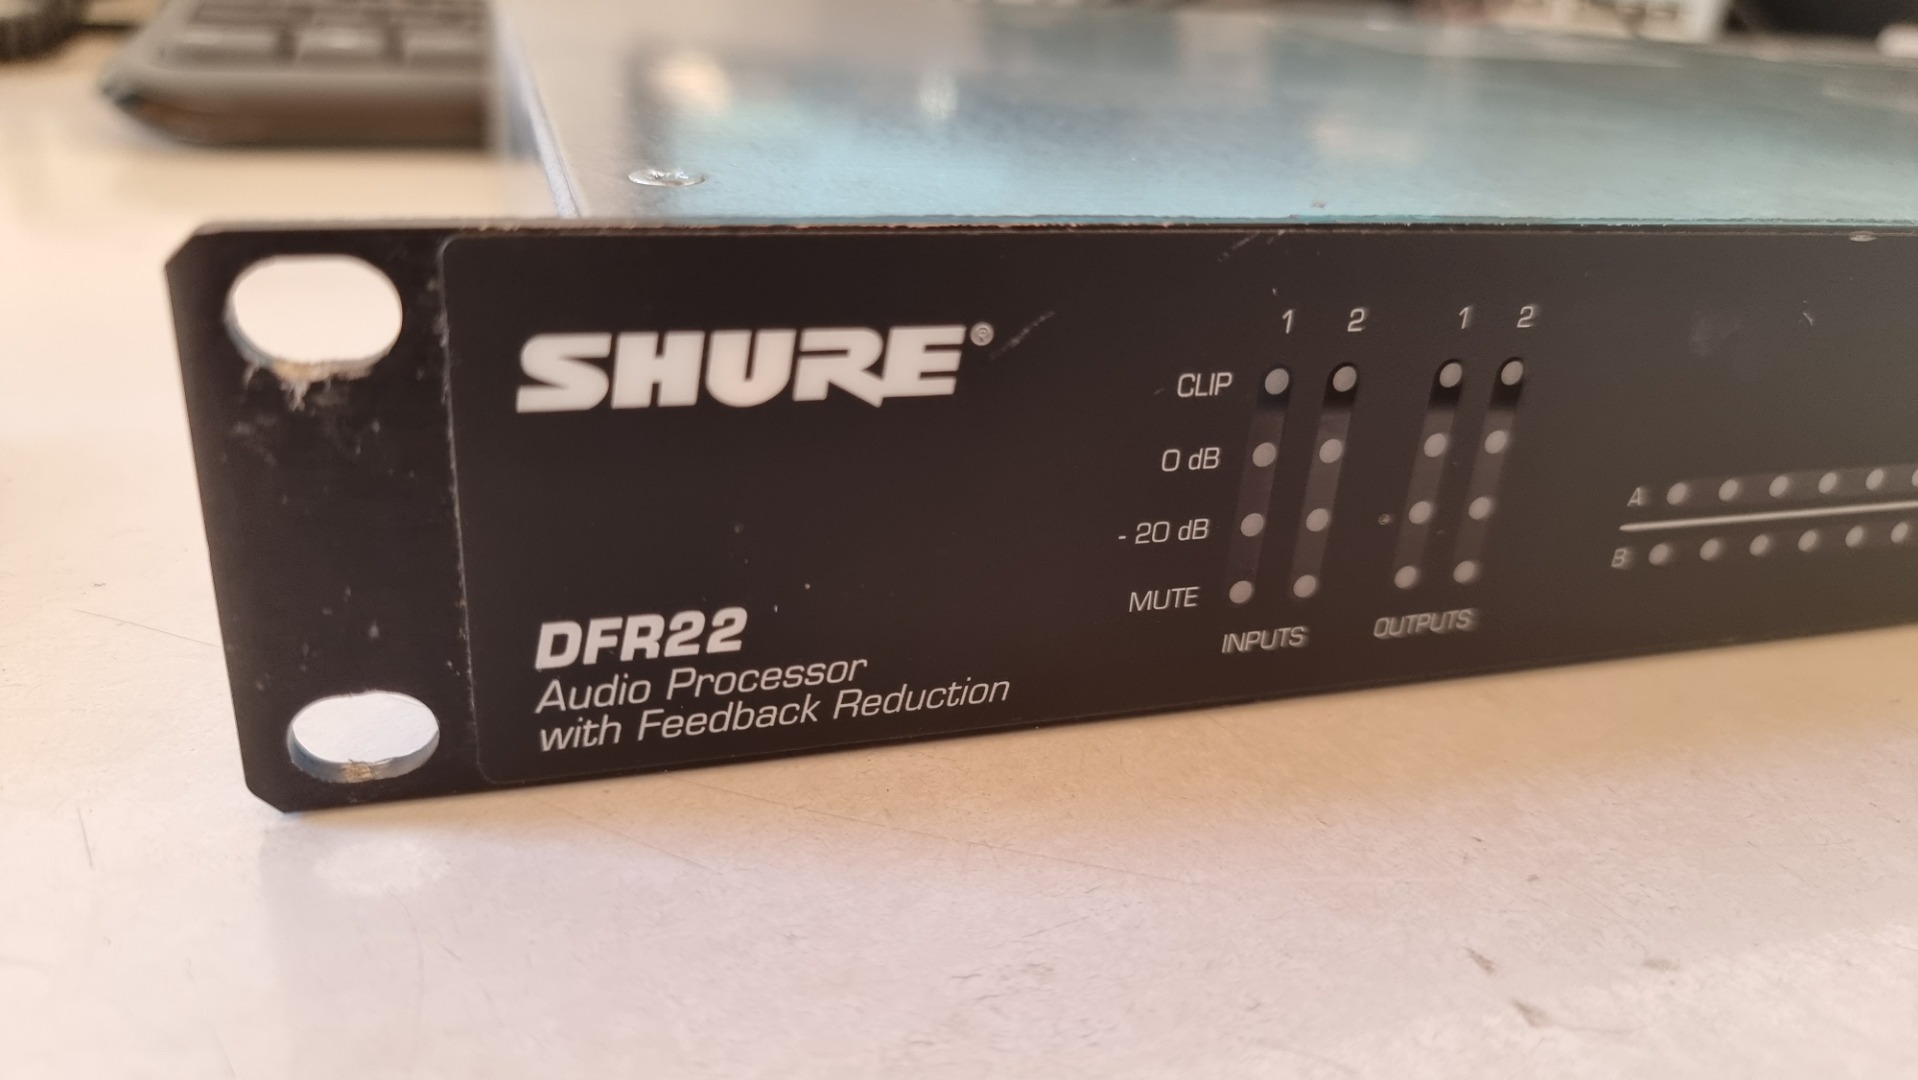 SHURE®
DFR22
Audio Processor
with Feedback Reduction
1 2 1 2
CLIP
0 dB
- 20 dB
MUTE
INPUTS OUTPUTS
A
B